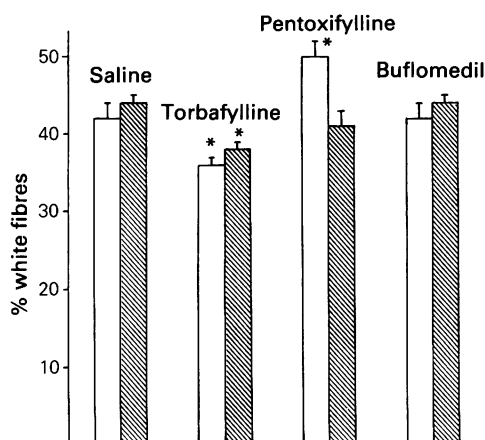 Pentoxifylline
*
50
Saline
Buflomedil
Torbafylline
* *
40
30
20
10
% white fibres